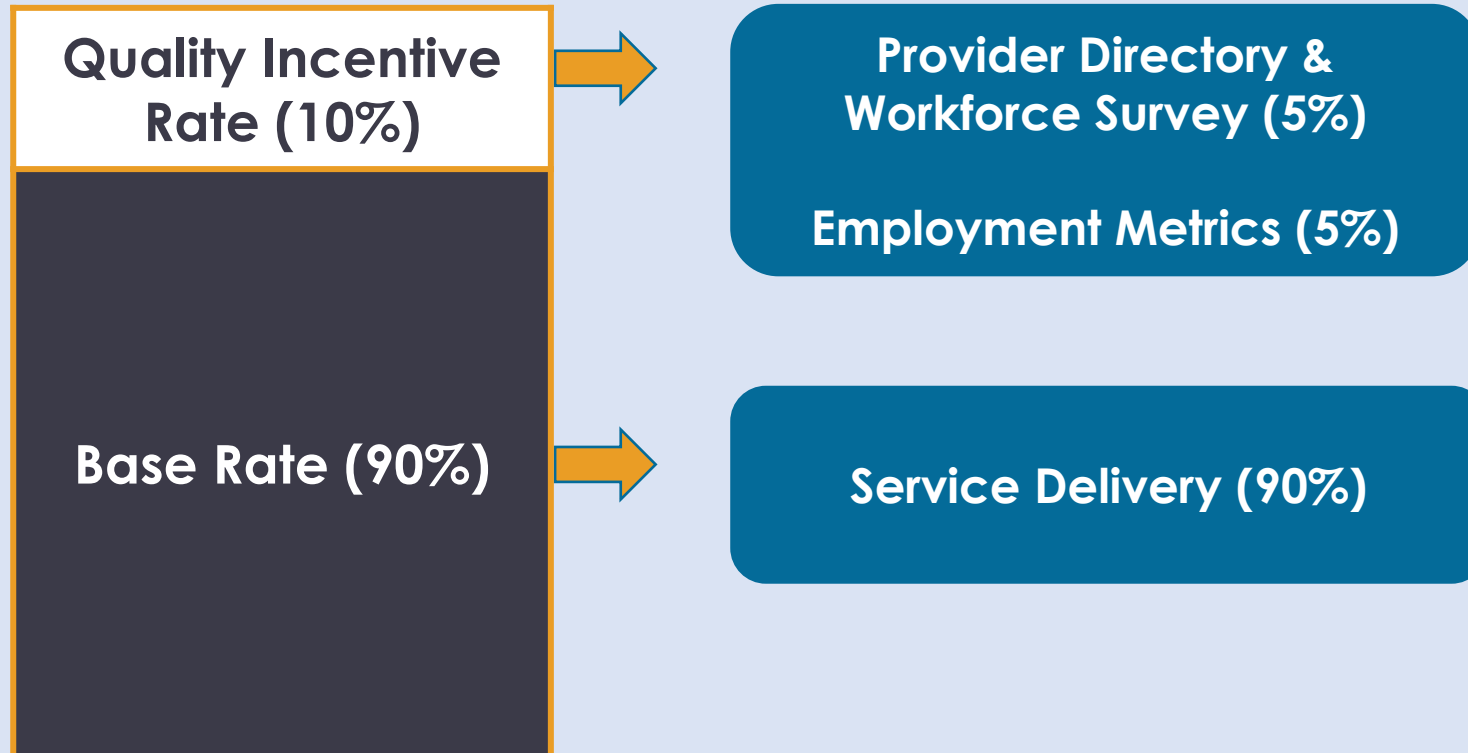 Quality Incentive
Rate (10%)
Provider Directory &
Workforce Survey (5%)
Employment Metrics (5%)
Base Rate (90%)
Service Delivery (90%)